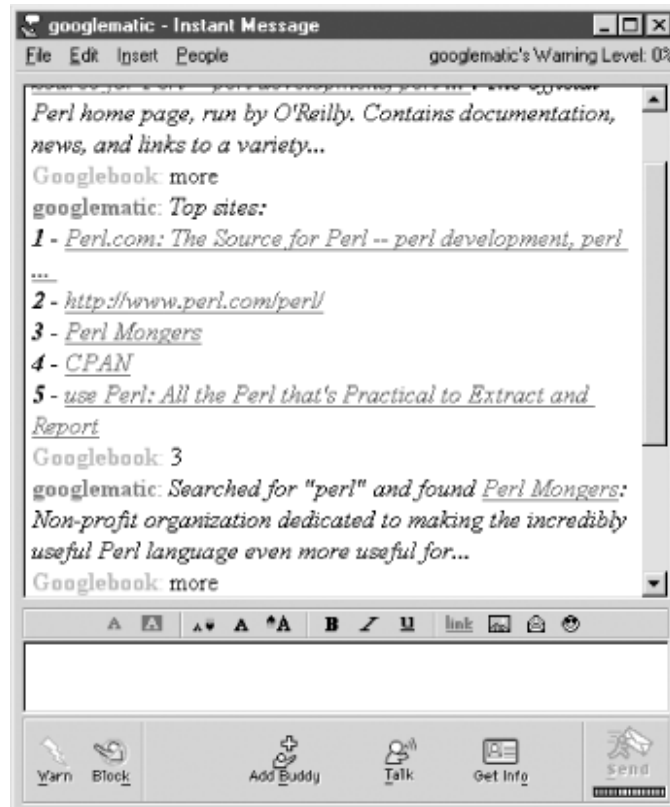 googlematic - Instant Message
File Edit Insert People googlematic's Warning Level: 0%
Perl home page, run by O'Reilly. Contains documentation,
news, and links to a variety...
Googlebook: more
googlematic: Top sites:
1 - Perl.com: The Source for Perl -- perl development, perl
...
2 - http://www.perl.com/perl/
3 - Perl Mongers
4 - CPAN
5 - use Perl: All the Perl that's Practical to Extract and
Report
Googlebook: 3
googlematic: Searched for "perl" and found Perl Mongers:
Non-profit organization dedicated to making the incredibly
useful Perl language even more useful for...
Googlebook: more
A A A A A B I U link
Warn Block Add Buddy Talk Get Info Send